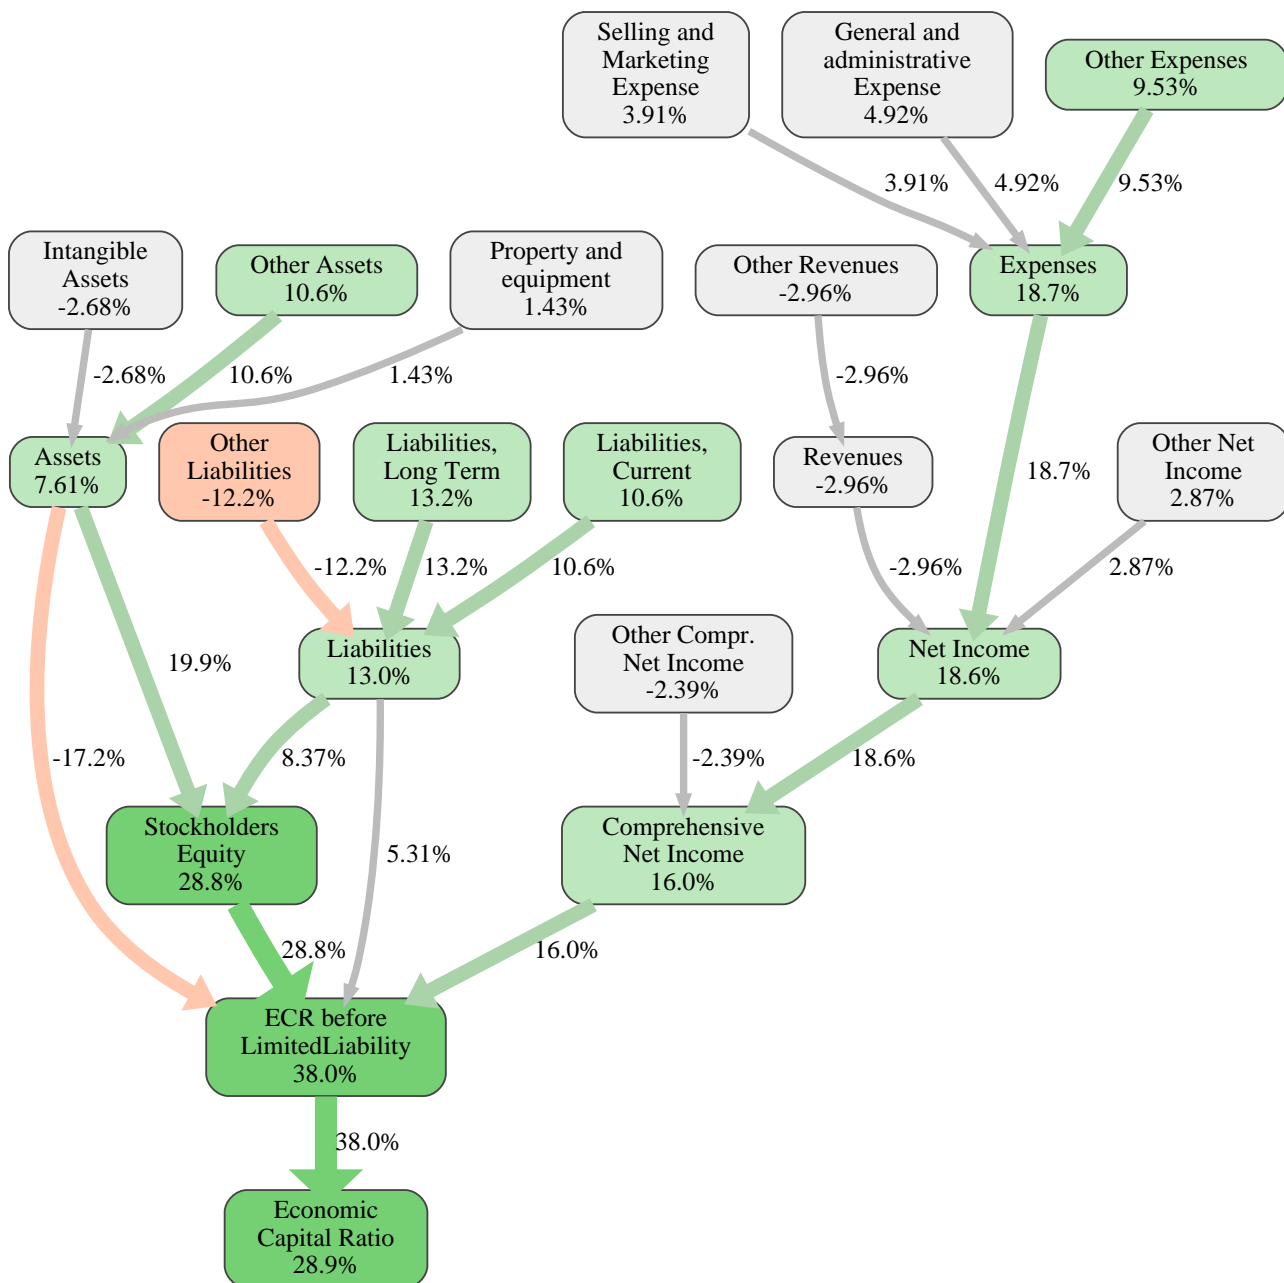 Selling and
Marketing
Expense
3.91%
General and
administrative
Expense
4.92%
Other Expenses
9.53%
3.91%
4.92%
9.53%
Intangible
Assets
-2.68%
Other Assets
10.6%
Property and
equipment
1.43%
Other Revenues
-2.96%
Expenses
18.7%
-2.68%
10.6%
1.43%
-2.96%
Assets
7.61%
Other
Liabilities
-12.2%
Liabilities,
Long Term
13.2%
Liabilities,
Current
10.6%
Revenues
-2.96%
18.7%
Other Net
Income
2.87%
-12.2%
13.2%
10.6%
-2.96%
2.87%
19.9%
Liabilities
13.0%
Other Compr.
Net Income
-2.39%
Net Income
18.6%
-17.2%
8.37%
-2.39%
18.6%
Stockholders
Equity
28.8%
5.31%
Comprehensive
Net Income
16.0%
28.8%
16.0%
ECR before
LimitedLiability
38.0%
38.0%
Economic
Capital Ratio
28.9%